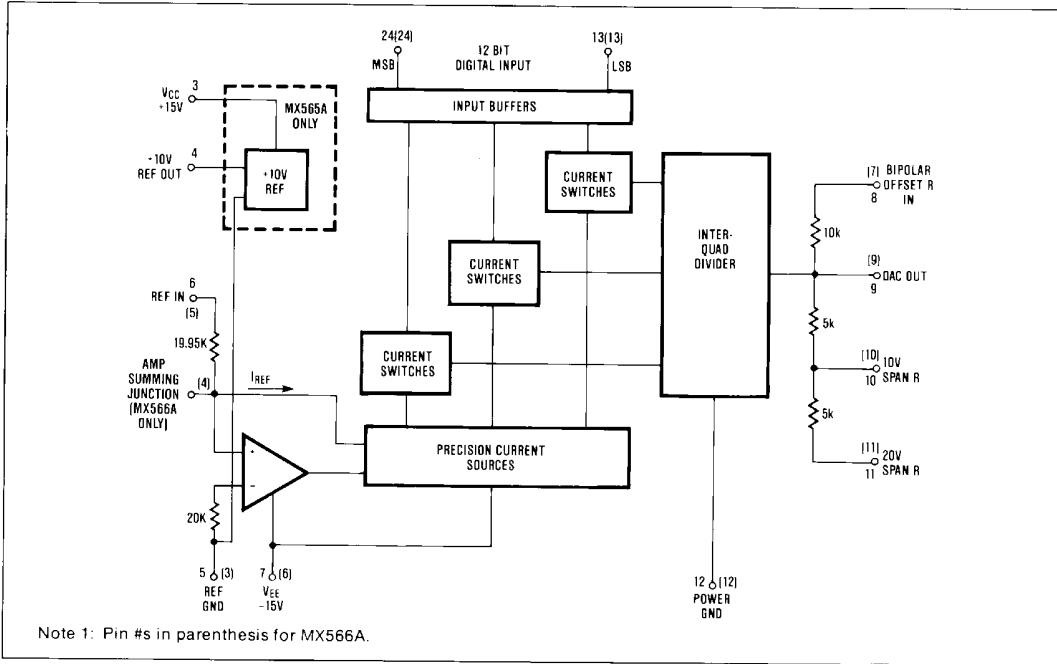 24(24)
MSB
12 BIT
DIGITAL INPUT
13(13)
LSB
INPUT BUFFERS
VCC
+15V
3
MX565A
ONLY
+10V
REF OUT
4
+10V
REF
CURRENT
SWITCHES
INTER-
QUAD
DIVIDER
(7) BIPOLAR
OFFSET R
8 IN
10k
CURRENT
SWITCHES
(9)
DAC OUT
9
6
REF IN
(5)
19.95K
5k
CURRENT
SWITCHES
(10) 10V
10 SPAN R
AMP
SUMMING
JUNCTION
(MX566A
ONLY)
(4)
IREF
5k
PRECISION CURRENT
SOURCES
+
−
(11) 20V
11 SPAN R
20K
5 (3)
REF
GND
7 (6)
VEE
−15V
12 (12)
POWER
GND
Note 1: Pin #s in parenthesis for MX566A.